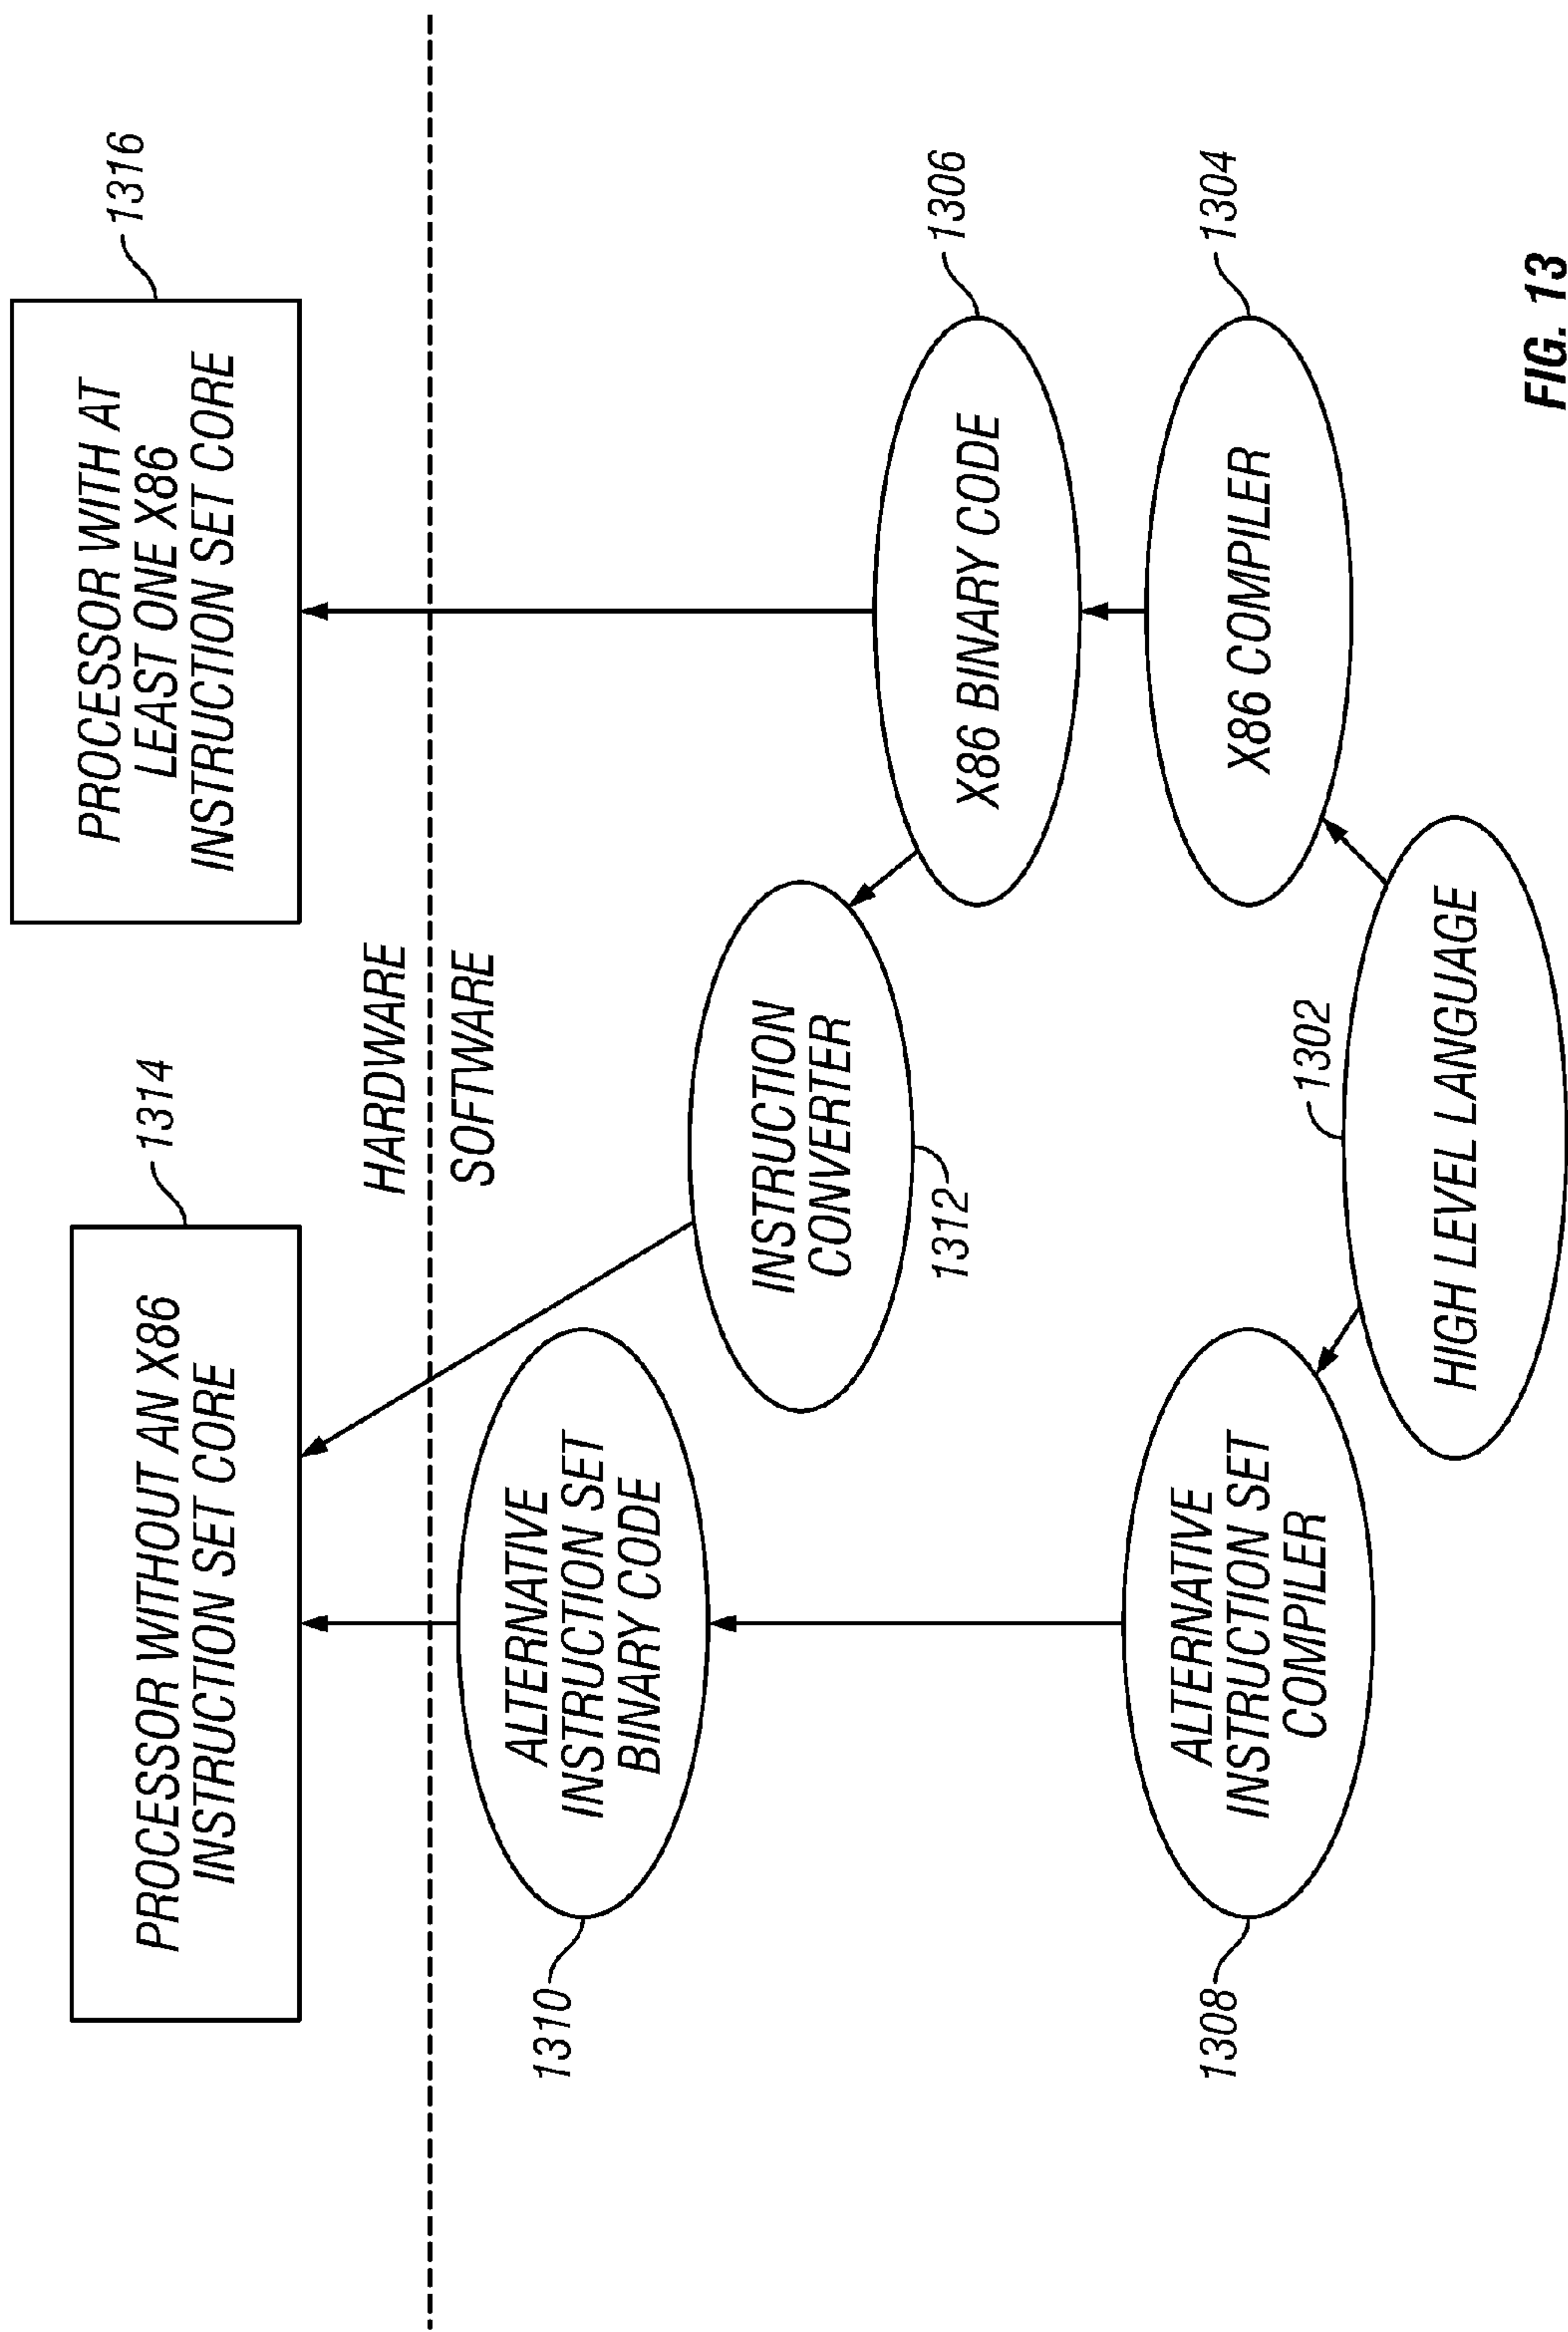 PROCESSOR WITHOUT AN X86
INSTRUCTION SET CORE
1314
PROCESSOR WITH AT
LEAST ONE X86
INSTRUCTION SET CORE
1316
HARDWARE
SOFTWARE
1310
ALTERNATIVE
INSTRUCTION SET
BINARY CODE
INSTRUCTION
CONVERTER
1312
X86 BINARY CODE
1306
1308
ALTERNATIVE
INSTRUCTION SET
COMPILER
X86 COMPILER
1304
1302
HIGH LEVEL LANGUAGE
FIG. 13